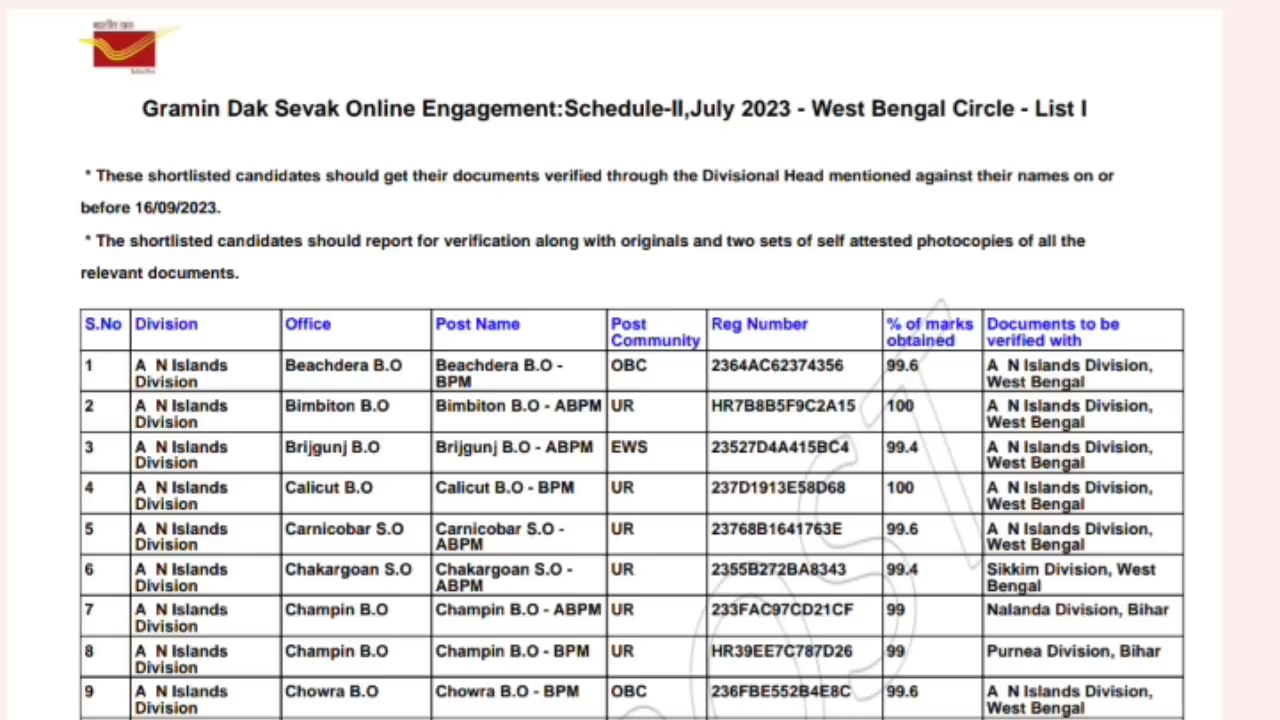 भारतीय डाक
Gramin Dak Sevak Online Engagement:Schedule-II,July 2023 - West Bengal Circle - List I
* These shortlisted candidates should get their documents verified through the Divisional Head mentioned against their names on or
before 16/09/2023.
* The shortlisted candidates should report for verification along with originals and two sets of self attested photocopies of all the
relevant documents.
S.No Division Office Post Name Post Community Reg Number % of marks obtained Documents to be verified with
1 A N Islands Division Beachdera B.O Beachdera B.O - BPM OBC 2364AC62374356 99.6 A N Islands Division, West Bengal
2 A N Islands Division Bimbiton B.O Bimbiton B.O - ABPM UR HR7B8B5F9C2A15 100 A N Islands Division, West Bengal
3 A N Islands Division Brijgunj B.O Brijgunj B.O - ABPM EWS 23527D4A415BC4 99.4 A N Islands Division, West Bengal
4 A N Islands Division Calicut B.O Calicut B.O - BPM UR 237D1913E58D68 100 A N Islands Division, West Bengal
5 A N Islands Division Carnicobar S.O Carnicobar S.O - ABPM UR 23768B1641763E 99.6 A N Islands Division, West Bengal
6 A N Islands Division Chakargoan S.O Chakargoan S.O - ABPM UR 2355B272BA8343 99.4 Sikkim Division, West Bengal
7 A N Islands Division Champin B.O Champin B.O - ABPM UR 233FAC97CD21CF 99 Nalanda Division, Bihar
8 A N Islands Division Champin B.O Champin B.O - BPM UR HR39EE7C787D26 99 Purnea Division, Bihar
9 A N Islands Division Chowra B.O Chowra B.O - BPM OBC 236FBE552B4E8C 99.6 A N Islands Division, West Bengal
OST